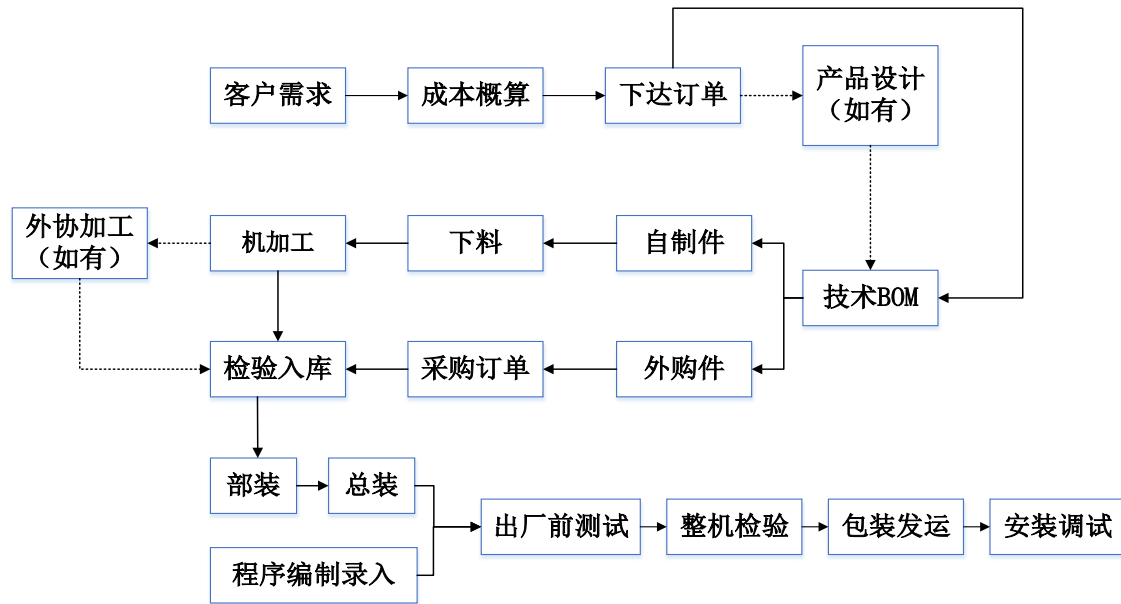 客户需求
成本概算
下达订单
产品设计
（如有）
外协加工
（如有）
机加工
下料
自制件
技术BOM
检验入库
采购订单
外购件
部装
总装
出厂前测试
整机检验
包装发运
安装调试
程序编制录入